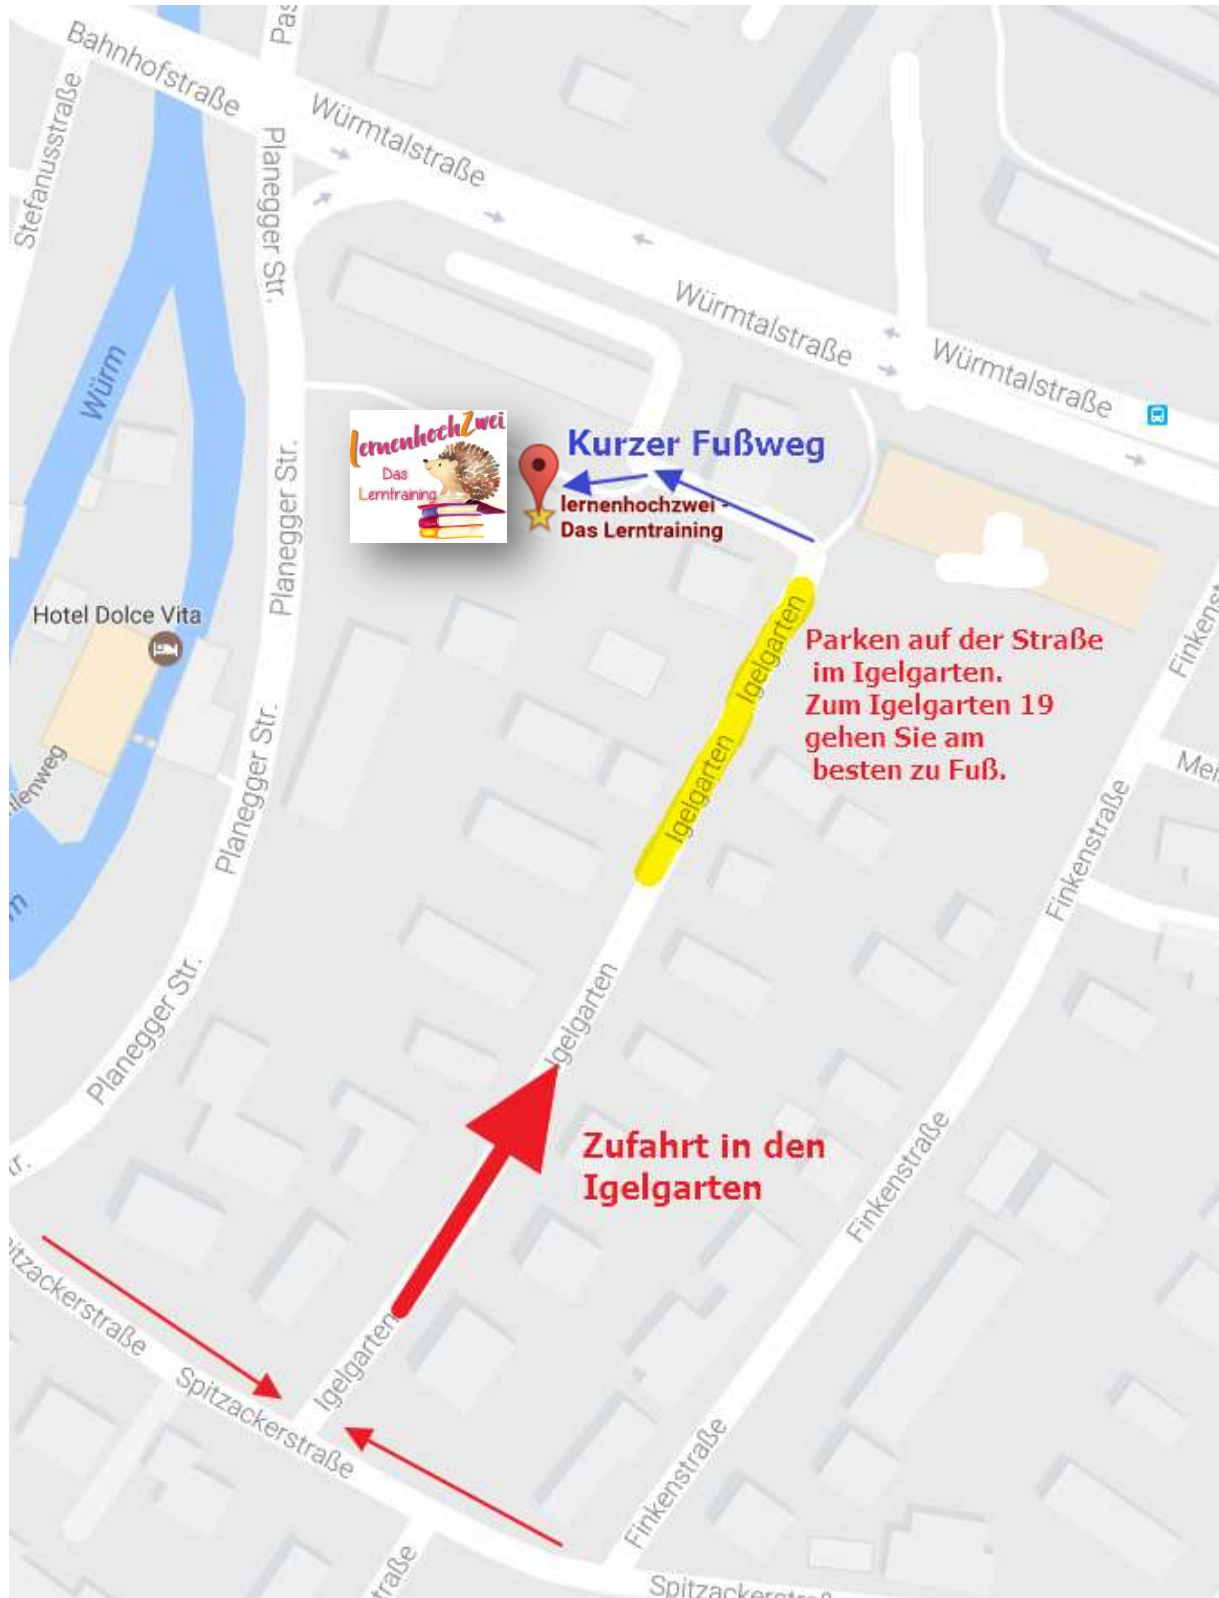 Bahnhofstraße
Stefanusstraße
Würmtalstraße
Planegger Str.
Würmtalstraße
Würmtalstraße
Würm
Planegger Str.
lernenhochZwei
Das
Lerntraining
Kurzer Fußweg
lernenhochzwei -
Das Lerntraining
Hotel Dolce Vita
Igelgarten
Parken auf der Straße
im Igelgarten.
Zum Igelgarten 19
gehen Sie am
besten zu Fuß.
Igelgarten
Planegger Str.
Finkenstraße
Igelgarten
Planegger Str.
Zufahrt in den
Igelgarten
Finkenstraße
Igelgarten
Spitzackerstraße
Finkenstraße